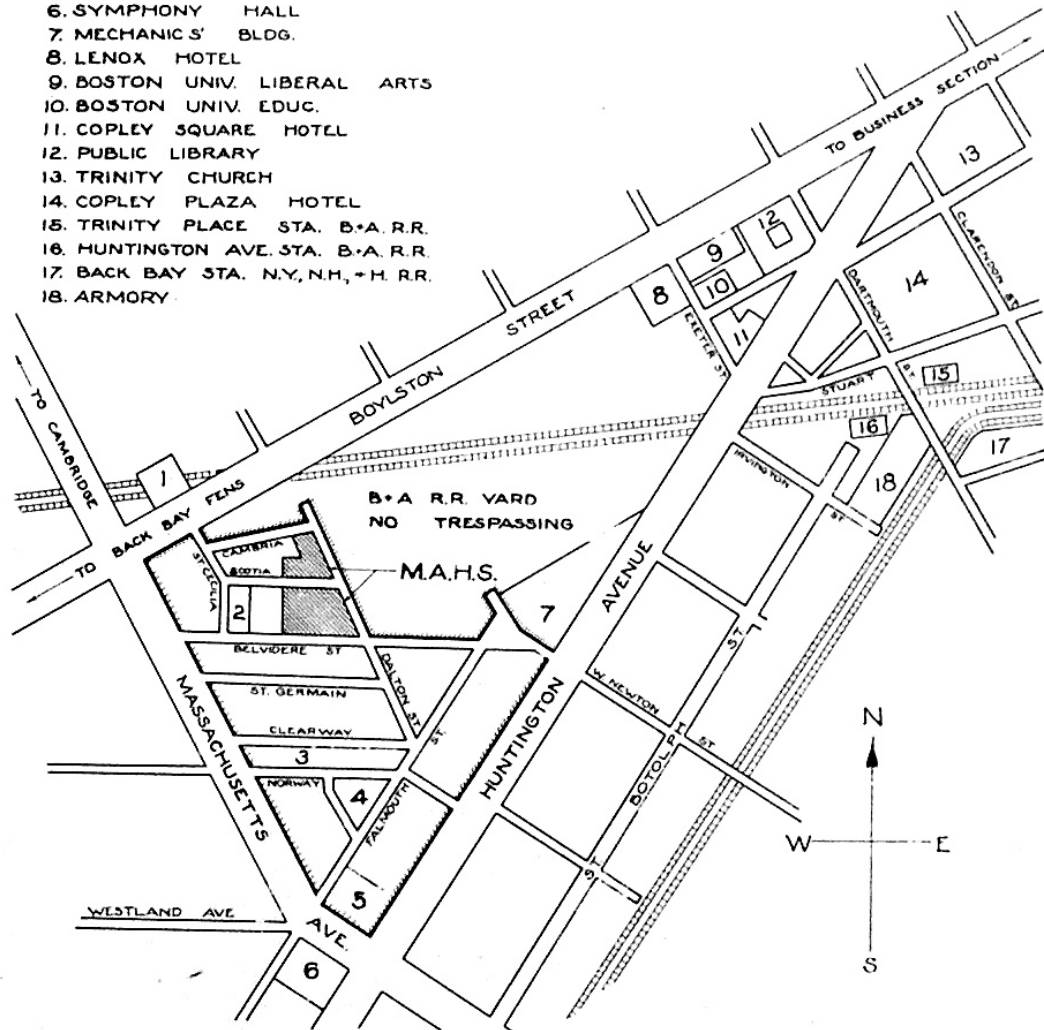 6. SYMPHONY HALL
7. MECHANICS' BLDG.
8. LENOX HOTEL
9. BOSTON UNIV. LIBERAL ARTS
10. BOSTON UNIV. EDUC.
11. COPLEY SQUARE HOTEL
12. PUBLIC LIBRARY
13. TRINITY CHURCH
14. COPLEY PLAZA HOTEL
15. TRINITY PLACE STA. B.+A. R.R.
16. HUNTINGTON AVE. STA. B.+A. R.R.
17. BACK BAY STA. N.Y., N.H., + H. R.R.
18. ARMORY
TO BUSINESS SECTION
13
12
9
10
8
11
EXETER ST.
14
CLARENDON ST.
DARTMOUTH
ST.
STUART
15
16
17
18
BOYLSTON STREET
TO CAMBRIDGE
1
TO BACK BAY FENS
B+A R.R. YARD
NO TRESPASSING
IRVINGTON
ST.
CAMBRIA
SCOTIA
ST. CECILIA
M.A.H.S.
2
7
BELVIDERE ST
DALTON ST.
ST. GERMAIN
CLEARWAY
3
NORWAY
4
FALMOUTH
ST.
5
MASSACHUSETTS
AVE.
HUNTINGTON
AVENUE
W. NEWTON
ST
ST. BOTOLPH
ST
WESTLAND AVE
6
N
W
E
S